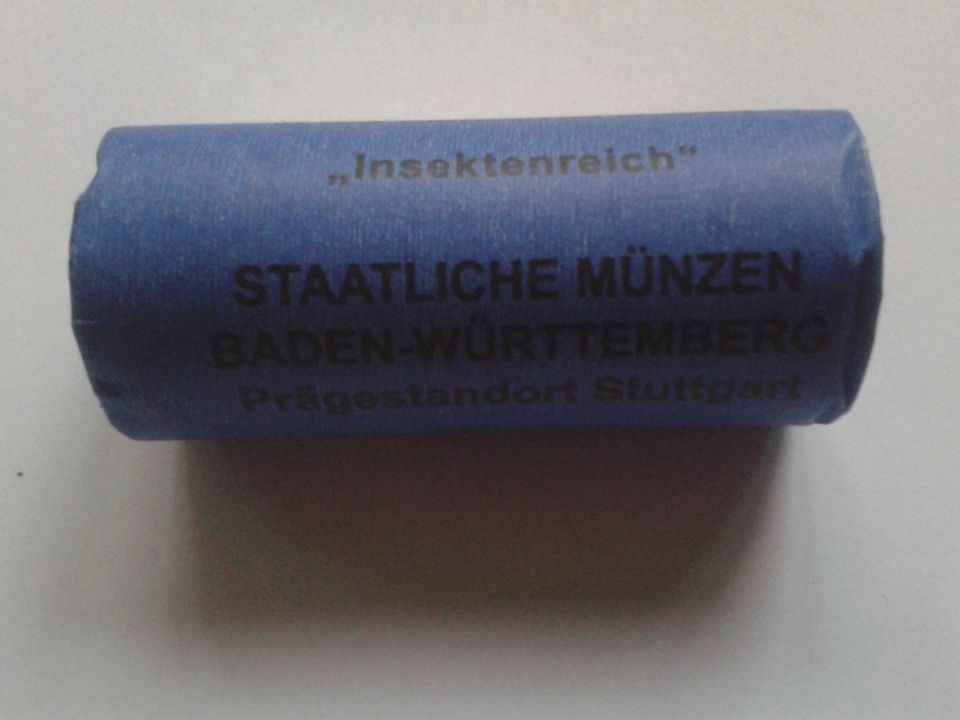 „Insektenreich“
STAATLICHE MÜNZEN
BADEN-WÜRTTEMBERG
Prägestandort Stuttgart